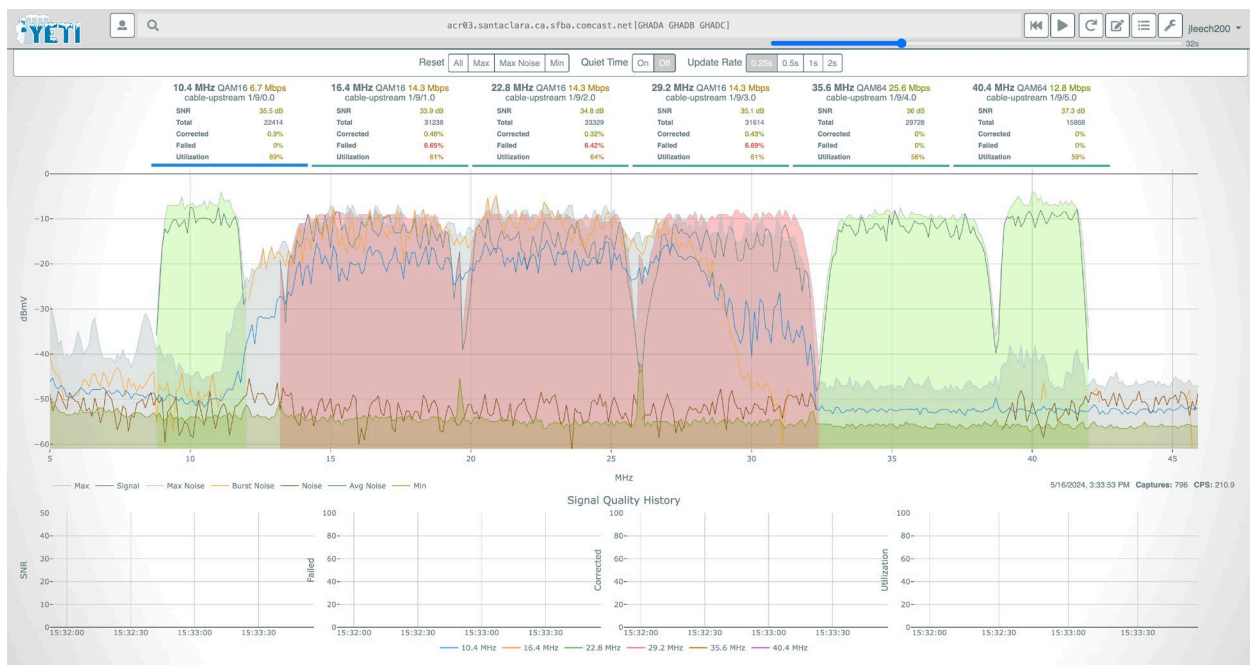 YETI
acr03.santaclara.ca.sfba.comcast.net[GHADA GHADB GHADC]
jleech200
32s
Reset All Max Max Noise Min Quiet Time On Off Update Rate 0.25s 0.5s 1s 2s
10.4 MHz QAM16 6.7 Mbps
cable-upstream 1/9/0.0
SNR 35.5 dB
Total 22414
Corrected 0.9%
Failed 0%
Utilization 69%
16.4 MHz QAM16 14.3 Mbps
cable-upstream 1/9/1.0
SNR 33.9 dB
Total 31238
Corrected 0.46%
Failed 6.65%
Utilization 61%
22.8 MHz QAM16 14.3 Mbps
cable-upstream 1/9/2.0
SNR 34.8 dB
Total 33329
Corrected 0.32%
Failed 6.42%
Utilization 64%
29.2 MHz QAM16 14.3 Mbps
cable-upstream 1/9/3.0
SNR 35.1 dB
Total 31614
Corrected 0.43%
Failed 6.69%
Utilization 61%
35.6 MHz QAM64 25.6 Mbps
cable-upstream 1/9/4.0
SNR 36 dB
Total 29728
Corrected 0%
Failed 0%
Utilization 56%
40.4 MHz QAM64 12.8 Mbps
cable-upstream 1/9/5.0
SNR 37.3 dB
Total 15868
Corrected 0%
Failed 0%
Utilization 59%
0
−10
−20
−30
−40
−50
−60
dBmV
5 10 15 20 25 30 35 40 45
MHz
Max Signal Max Noise Burst Noise Noise Avg Noise Min
5/16/2024, 3:33:53 PM Captures: 796 CPS: 210.9
Signal Quality History
50
40
30
20
10
0
SNR
15:32:00 15:32:30 15:33:00 15:33:30
100
80
60
40
20
0
Failed
15:32:00 15:32:30 15:33:00 15:33:30
100
80
60
40
20
0
Corrected
15:32:00 15:32:30 15:33:00 15:33:30
100
80
60
40
20
0
Utilization
15:32:00 15:32:30 15:33:00 15:33:30
10.4 MHz 16.4 MHz 22.8 MHz 29.2 MHz 35.6 MHz 40.4 MHz